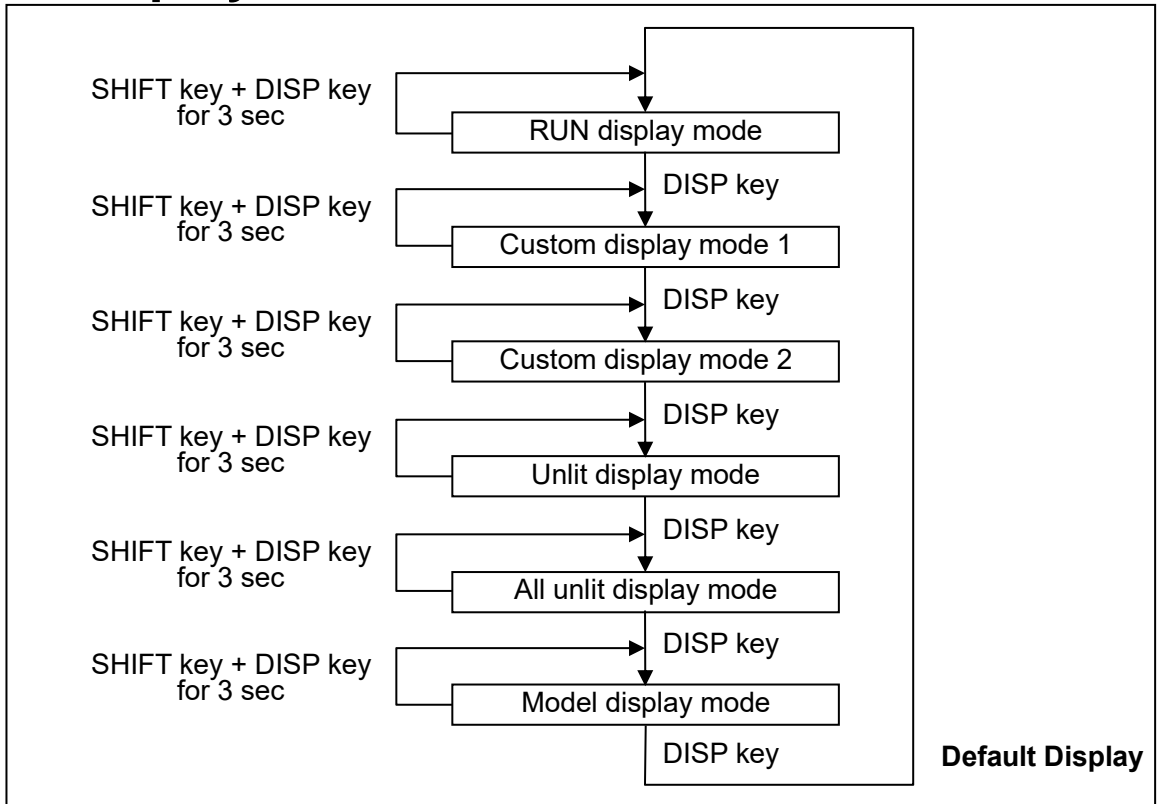 SHIFT key + DISP key
for 3 sec
RUN display mode
DISP key
SHIFT key + DISP key
for 3 sec
Custom display mode 1
DISP key
SHIFT key + DISP key
for 3 sec
Custom display mode 2
DISP key
SHIFT key + DISP key
for 3 sec
Unlit display mode
DISP key
SHIFT key + DISP key
for 3 sec
All unlit display mode
DISP key
SHIFT key + DISP key
for 3 sec
Model display mode
DISP key
Default Display